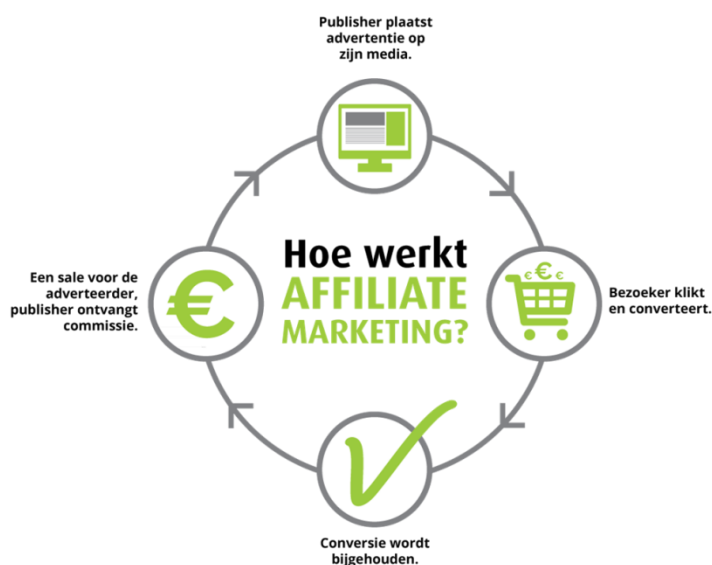 Publisher plaatst
advertentie op
zijn media.
Hoe werkt
AFFILIATE
MARKETING?
€ € €
Bezoeker klikt
en converteert.
Conversie wordt
bijgehouden.
€
Een sale voor de
adverteerder,
publisher ontvangt
commissie.